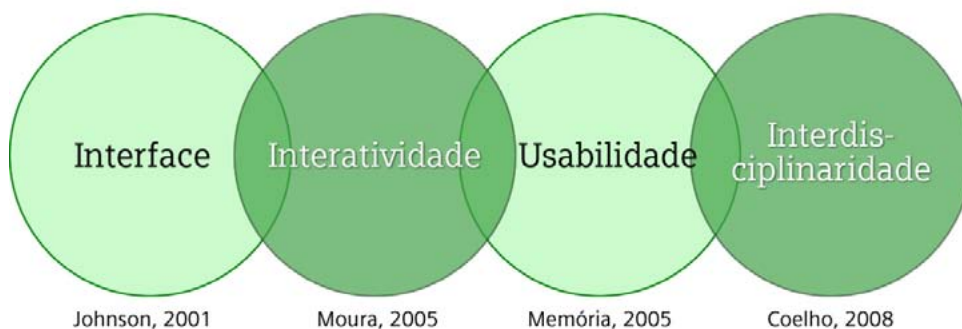 Interface
Interatividade
Usabilidade
Interdis-
ciplinaridade
Johnson, 2001
Moura, 2005
Memória, 2005
Coelho, 2008